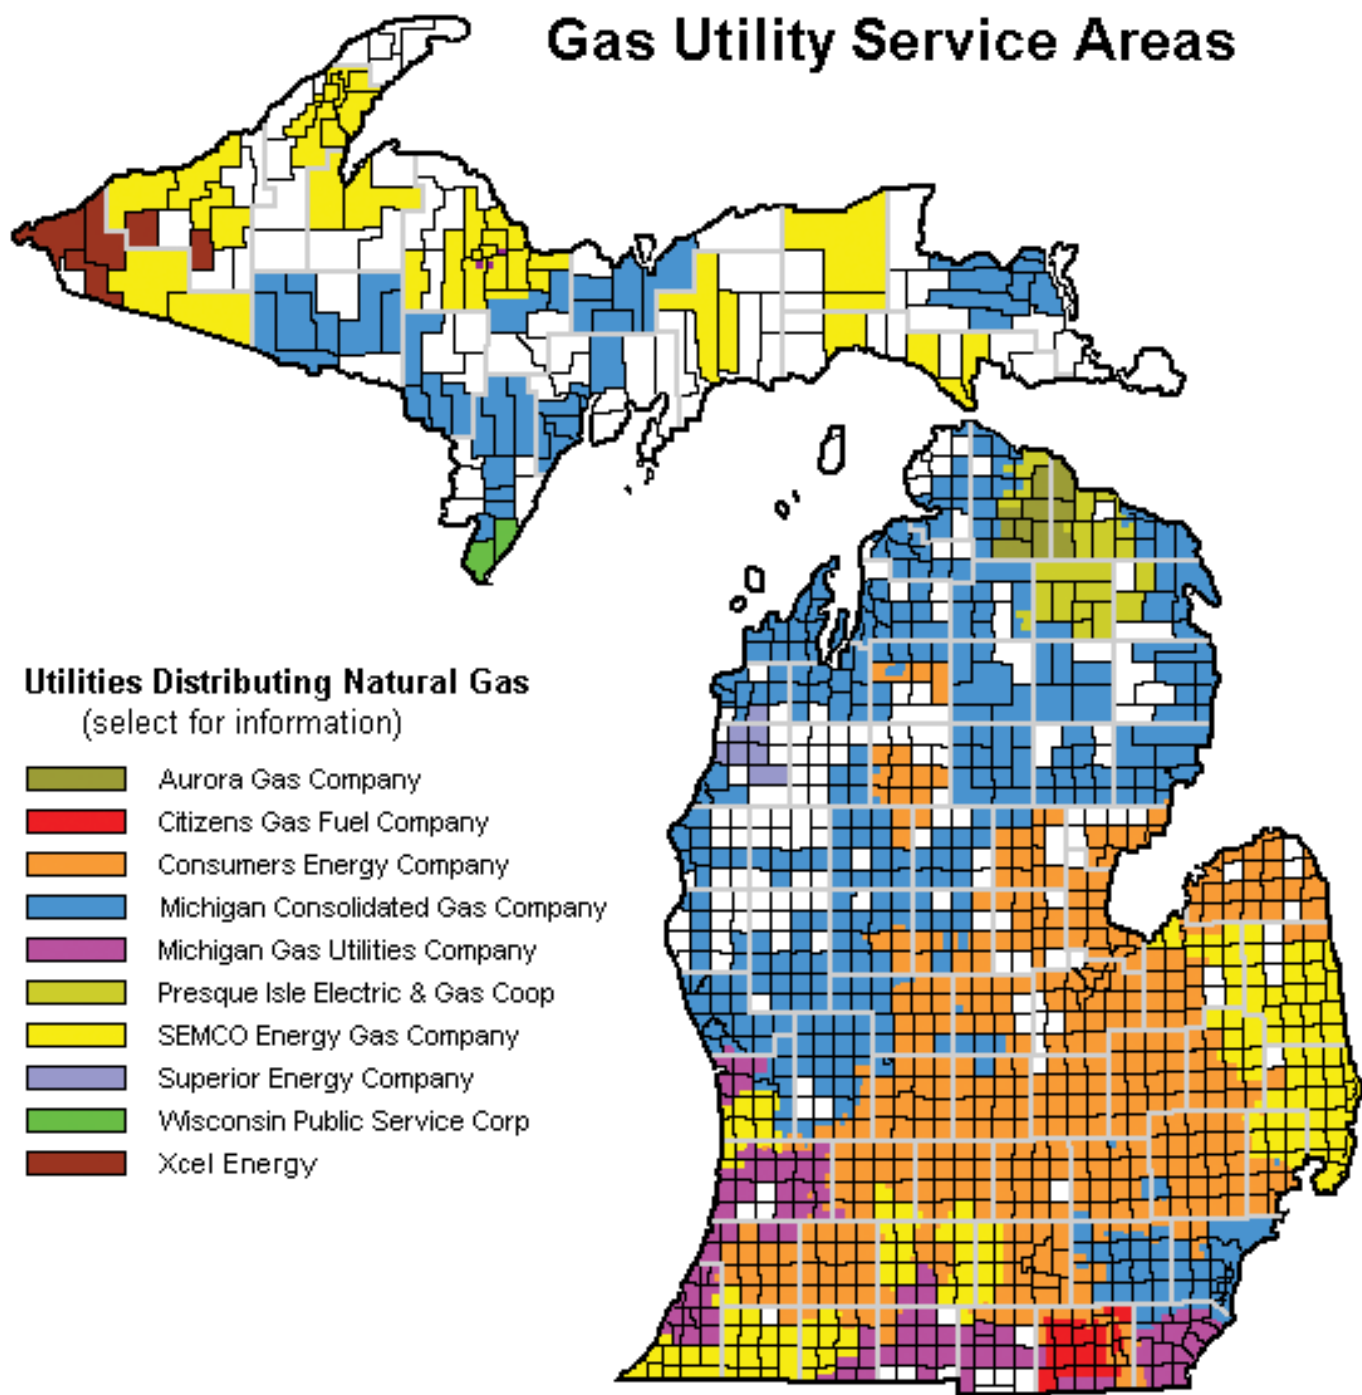 Gas Utility Service Areas
Utilities Distributing Natural Gas
(select for information)
Aurora Gas Company
Citizens Gas Fuel Company
Consumers Energy Company
Michigan Consolidated Gas Company
Michigan Gas Utilities Company
Presque Isle Electric & Gas Coop
SEMCO Energy Gas Company
Superior Energy Company
Wisconsin Public Service Corp
Xcel Energy